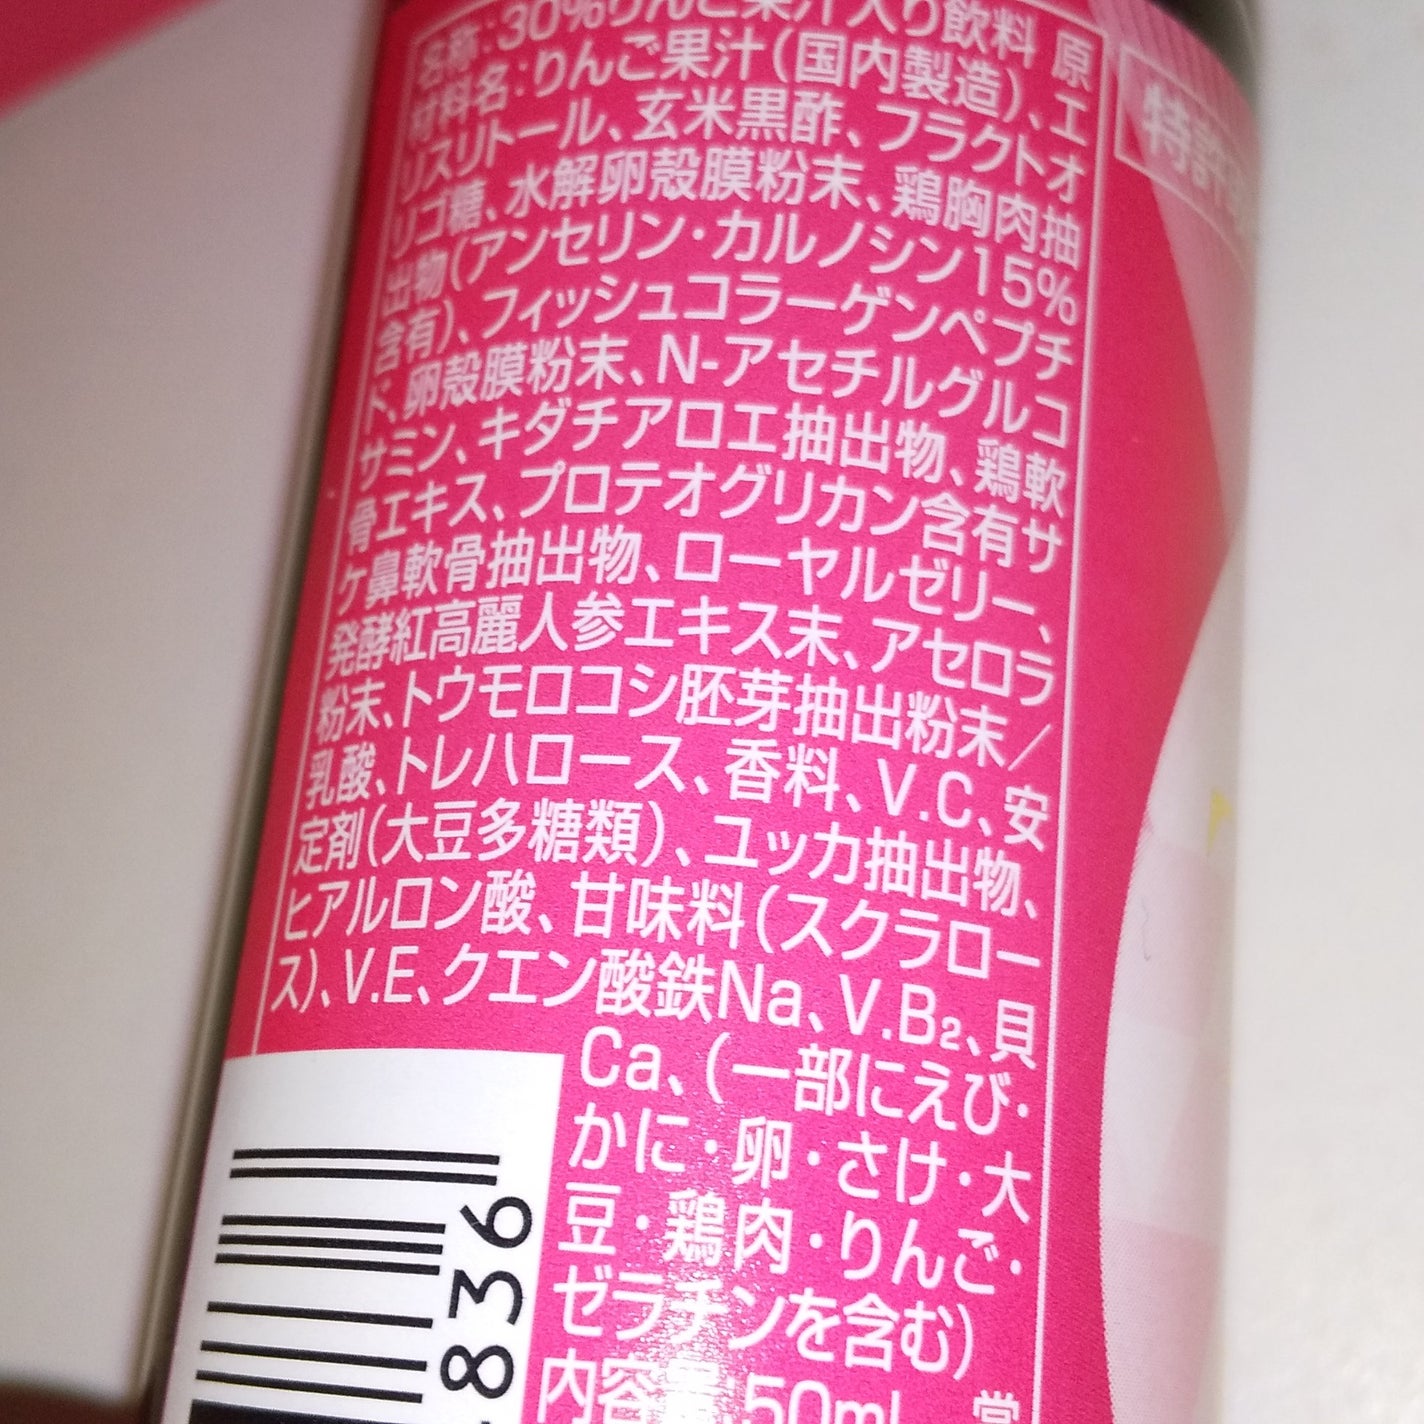 名称:30%りんご果汁入り飲料 原
材料名:りんご果汁(国内製造)、エ
リスリトール、玄米黒酢、フラクトオ
リゴ糖、水溶卵殻膜粉末、鶏胸肉抽
出物(アンセリン・カルノシン15%
含有)、フィッシュコラーゲンペプチ
ド、卵殻膜粉末、N-アセチルグルコ
サミン、キダチアロエ抽出物、鶏軟
骨エキス、プロテオグリカン含有サ
ケ鼻軟骨抽出物、ローヤルゼリー、
発酵紅高麗人参エキス末、アセロラ
粉末、トウモロコシ胚芽抽出粉末/
乳酸、トレハロース、香料、V.C、安
定剤(大豆多糖類)、ユッカ抽出物、
ヒアルロン酸、甘味料(スクラロー
ス)、V.E、クエン酸鉄Na、V.B₂、貝
Ca、(一部にえび・
かに・卵・さけ・大
豆・鶏肉・りんご・
ゼラチンを含む)
内容量 50ml
特許
836